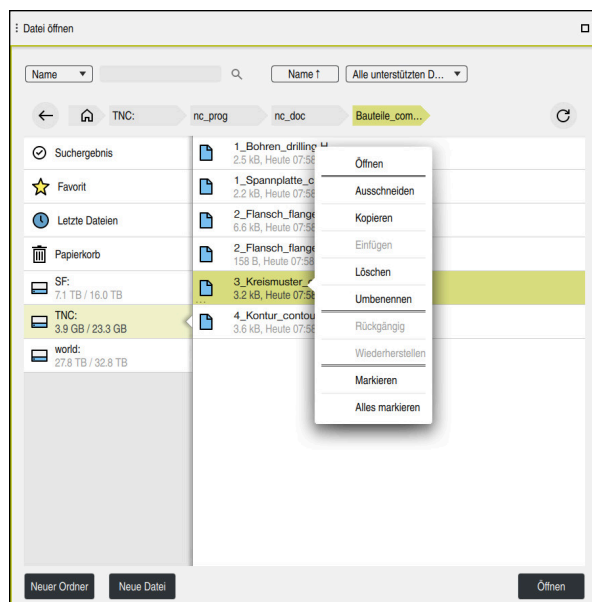 Datei öffnen
Name
Name ↑
Alle unterstützten D...
TNC:
nc_prog
nc_doc
Bauteile_com...
Suchergebnis
Favorit
Letzte Dateien
Papierkorb
SF:
7.1 TB / 16.0 TB
TNC:
3.9 GB / 23.3 GB
world:
27.8 TB / 32.8 TB
1_Bohren_drilling.H
2.5 kB, Heute 07:58
1_Spannplatte_c
2.2 kB, Heute 07:58
2_Flansch_flange
6.6 kB, Heute 07:58
2_Flansch_flange
158 B, Heute 07:58
3_Kreismuster_c
3.2 kB, Heute 07:58
4_Kontur_contou
3.6 kB, Heute 07:58
Öffnen
Ausschneiden
Kopieren
Einfügen
Löschen
Umbenennen
Rückgängig
Wiederherstellen
Markieren
Alles markieren
Neuer Ordner
Neue Datei
Öffnen